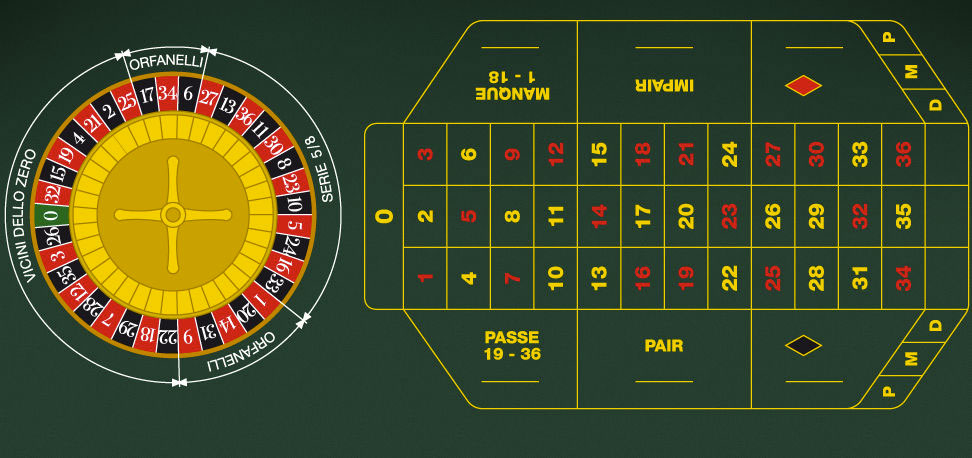 ORFANELLI
SERIE 5/8
ORFANELLI
VICINI DELLO ZERO
0 32 15 19 4 21 2 25 17 34 6 27 13 36 11 30 8 23 10 5 24 16 33 1 20 14 31 9 22 18 29 7 28 12 35 3 26
MANQUE
1 - 18
IMPAIR
P
M
D
3 6 9 12 15 18 21 24 27 30 33 36
0
2 5 8 11 14 17 20 23 26 29 32 35
1 4 7 10 13 16 19 22 25 28 31 34
PASSE
19 - 36
PAIR
D
M
P